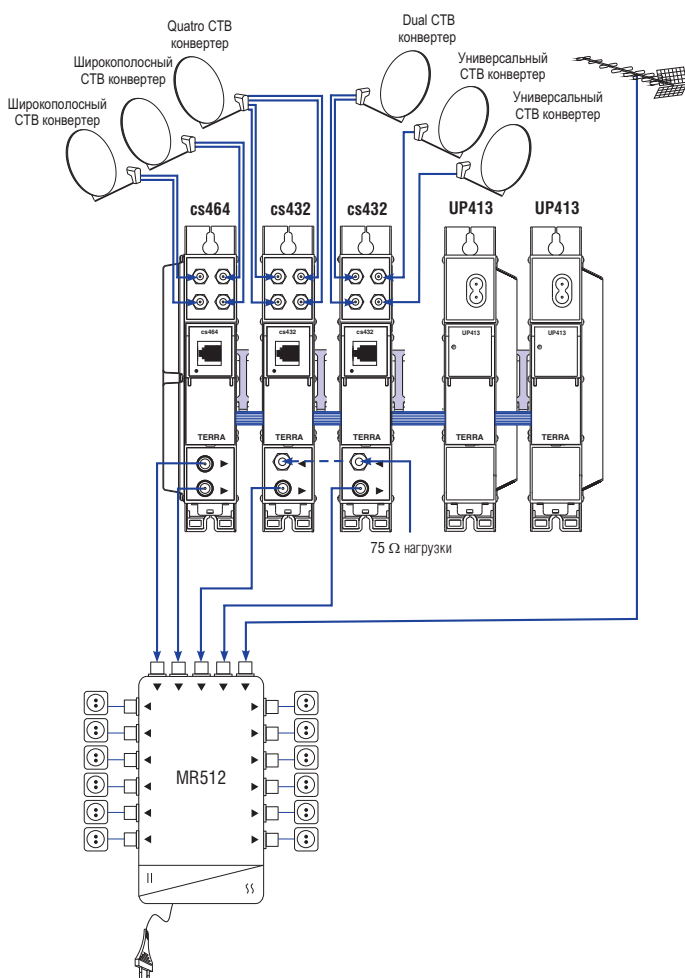 Quatro СТВ
конвертер
Dual СТВ
конвертер
Широкополосный
СТВ конвертер
Универсальный
СТВ конвертер
Широкополосный
СТВ конвертер
Универсальный
СТВ конвертер
cs464
cs432
cs432
UP413
UP413
cs464
cs432
cs432
UP413
UP413
TERRA
TERRA
TERRA
TERRA
TERRA
75 Ω нагрузки
MR512